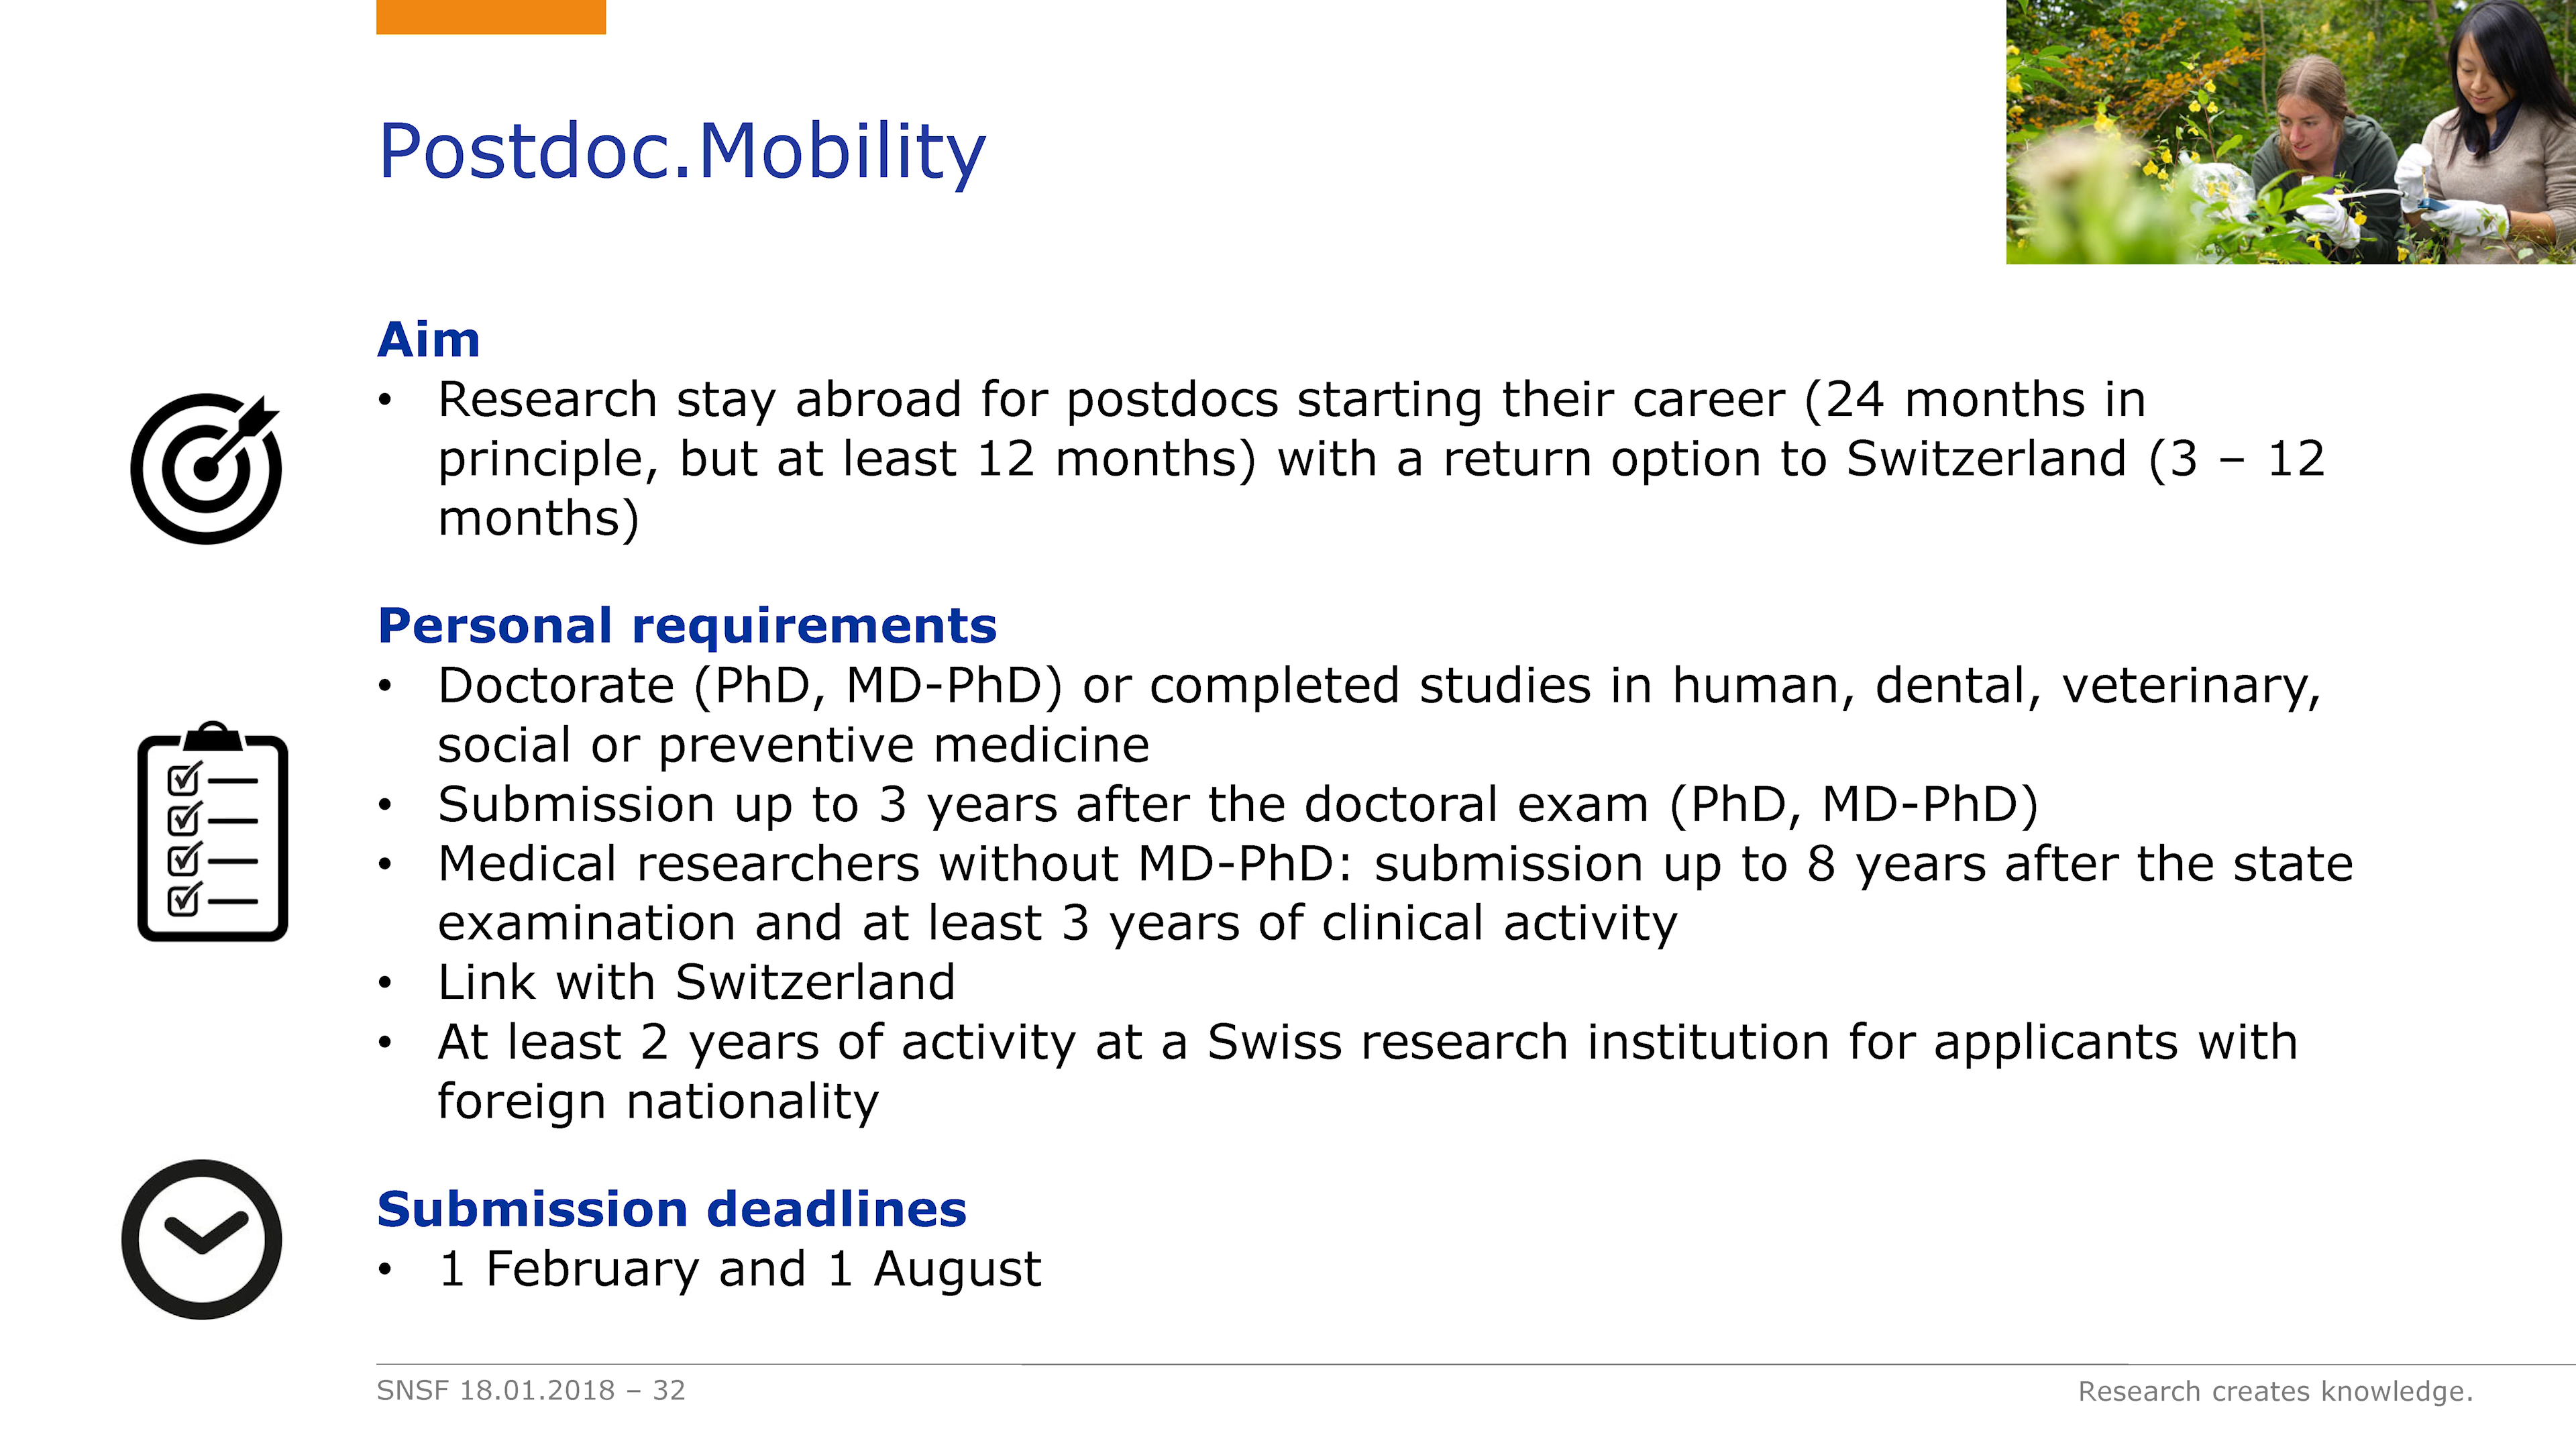 Postdoc.Mobility
Aim
• Research stay abroad for postdocs starting their career (24 months in
principle, but at least 12 months) with a return option to Switzerland (3 – 12
months)
Personal requirements
• Doctorate (PhD, MD-PhD) or completed studies in human, dental, veterinary,
social or preventive medicine
• Submission up to 3 years after the doctoral exam (PhD, MD-PhD)
• Medical researchers without MD-PhD: submission up to 8 years after the state
examination and at least 3 years of clinical activity
• Link with Switzerland
• At least 2 years of activity at a Swiss research institution for applicants with
foreign nationality
Submission deadlines
• 1 February and 1 August
SNSF 18.01.2018 – 32
Research creates knowledge.